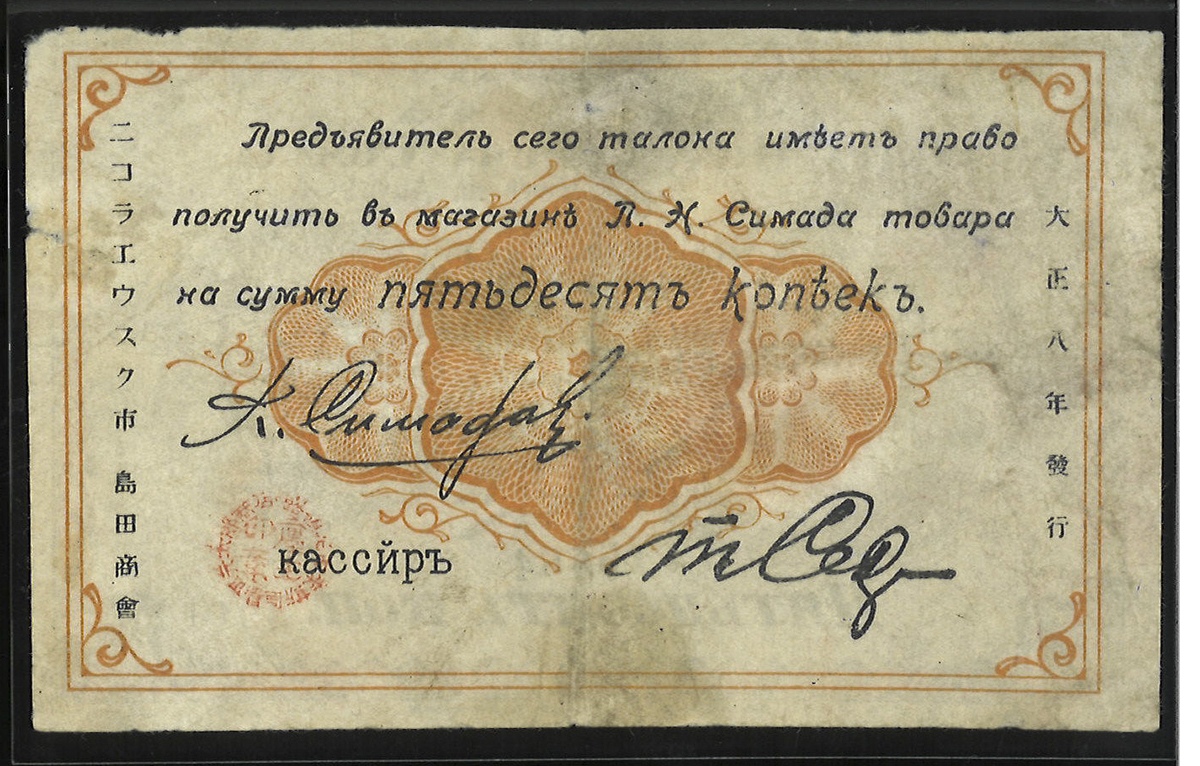 Предъявитель сего талона имѣетъ право
получить въ магазинѣ П. Н. Симада товара
на сумму пятьдесятъ копѣекъ.
П. Симада
кассиръ
ニコラエウスク市島田商會
大正八年發行